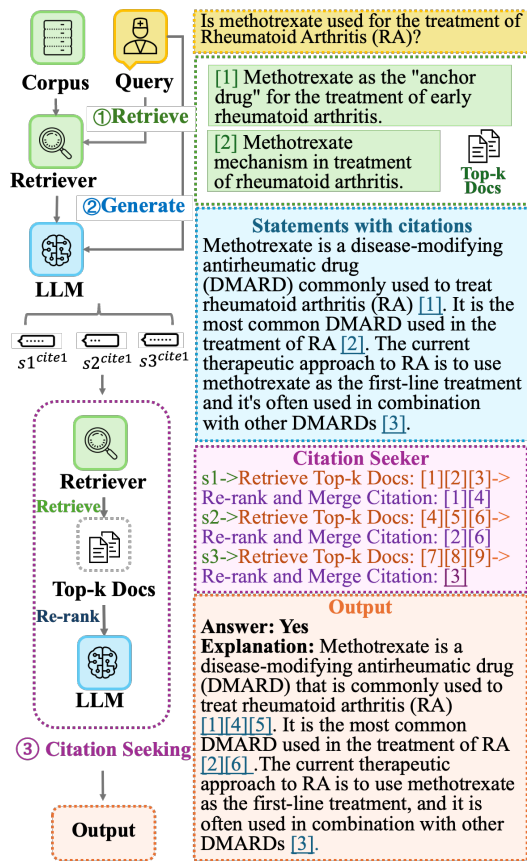 Corpus
Query
①Retrieve
Retriever
②Generate
LLM
s1^cite1
s2^cite1
s3^cite1
Retriever
Retrieve
Top-k Docs
Re-rank
LLM
③ Citation Seeking
Output
Is methotrexate used for the treatment of
Rheumatoid Arthritis (RA)?
[1] Methotrexate as the "anchor
drug" for the treatment of early
rheumatoid arthritis.
[2] Methotrexate
mechanism in treatment
of rheumatoid arthritis.
Top-k
Docs
Statements with citations
Methotrexate is a disease-modifying
antirheumatic drug
(DMARD) commonly used to treat
rheumatoid arthritis (RA) [1]. It is the
most common DMARD used in the
treatment of RA [2]. The current
therapeutic approach to RA is to use
methotrexate as the first-line treatment
and it's often used in combination
with other DMARDs [3].
Citation Seeker
s1->Retrieve Top-k Docs: [1][2][3]->
Re-rank and Merge Citation: [1][4]
s2->Retrieve Top-k Docs: [4][5][6]->
Re-rank and Merge Citation: [2][6]
s3->Retrieve Top-k Docs: [7][8][9]->
Re-rank and Merge Citation: [3]
Output
Answer: Yes
Explanation: Methotrexate is a
disease-modifying antirheumatic drug
(DMARD) that is commonly used to
treat rheumatoid arthritis (RA)
[1][4][5]. It is the most common
DMARD used in the treatment of RA
[2][6] .The current therapeutic
approach to RA is to use methotrexate
as the first-line treatment, and it is
often used in combination with other
DMARDs [3].